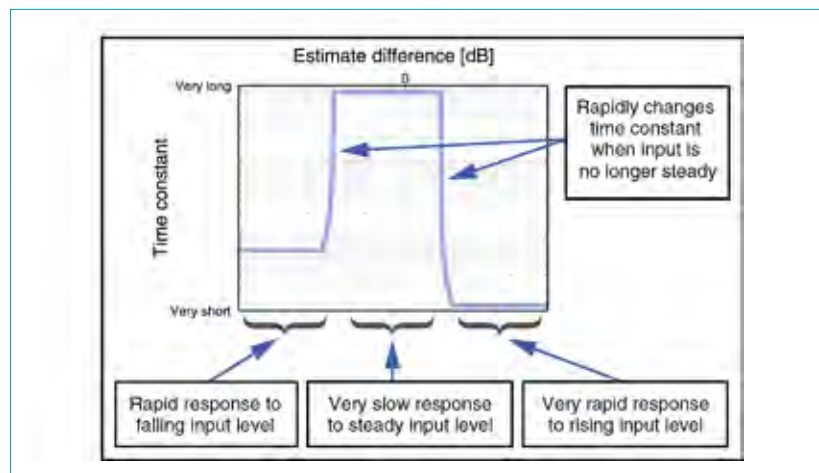 Estimate difference [dB]
0
Very long
Time constant
Very short
Rapidly changes
time constant
when input is
no longer steady
Rapid response to
falling input level
Very slow response
to steady input level
Very rapid response
to rising input level